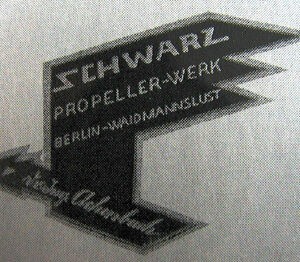 SCHWARZ
PROPELLER-WERK
BERLIN-WAIDMANNSLUST